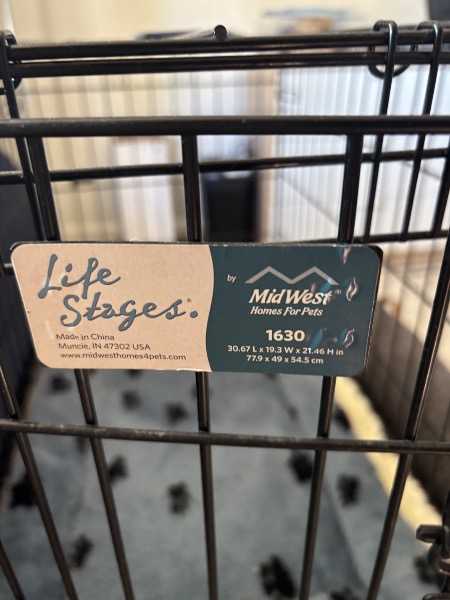 Life
Stages®
Made in China
Muncie, IN 47302 USA
www.midwesthomes4pets.com
by
MidWest®
Homes For Pets
1630
30.67 L x 19.3 W x 21.46 H in
77.9 x 49 x 54.5 cm